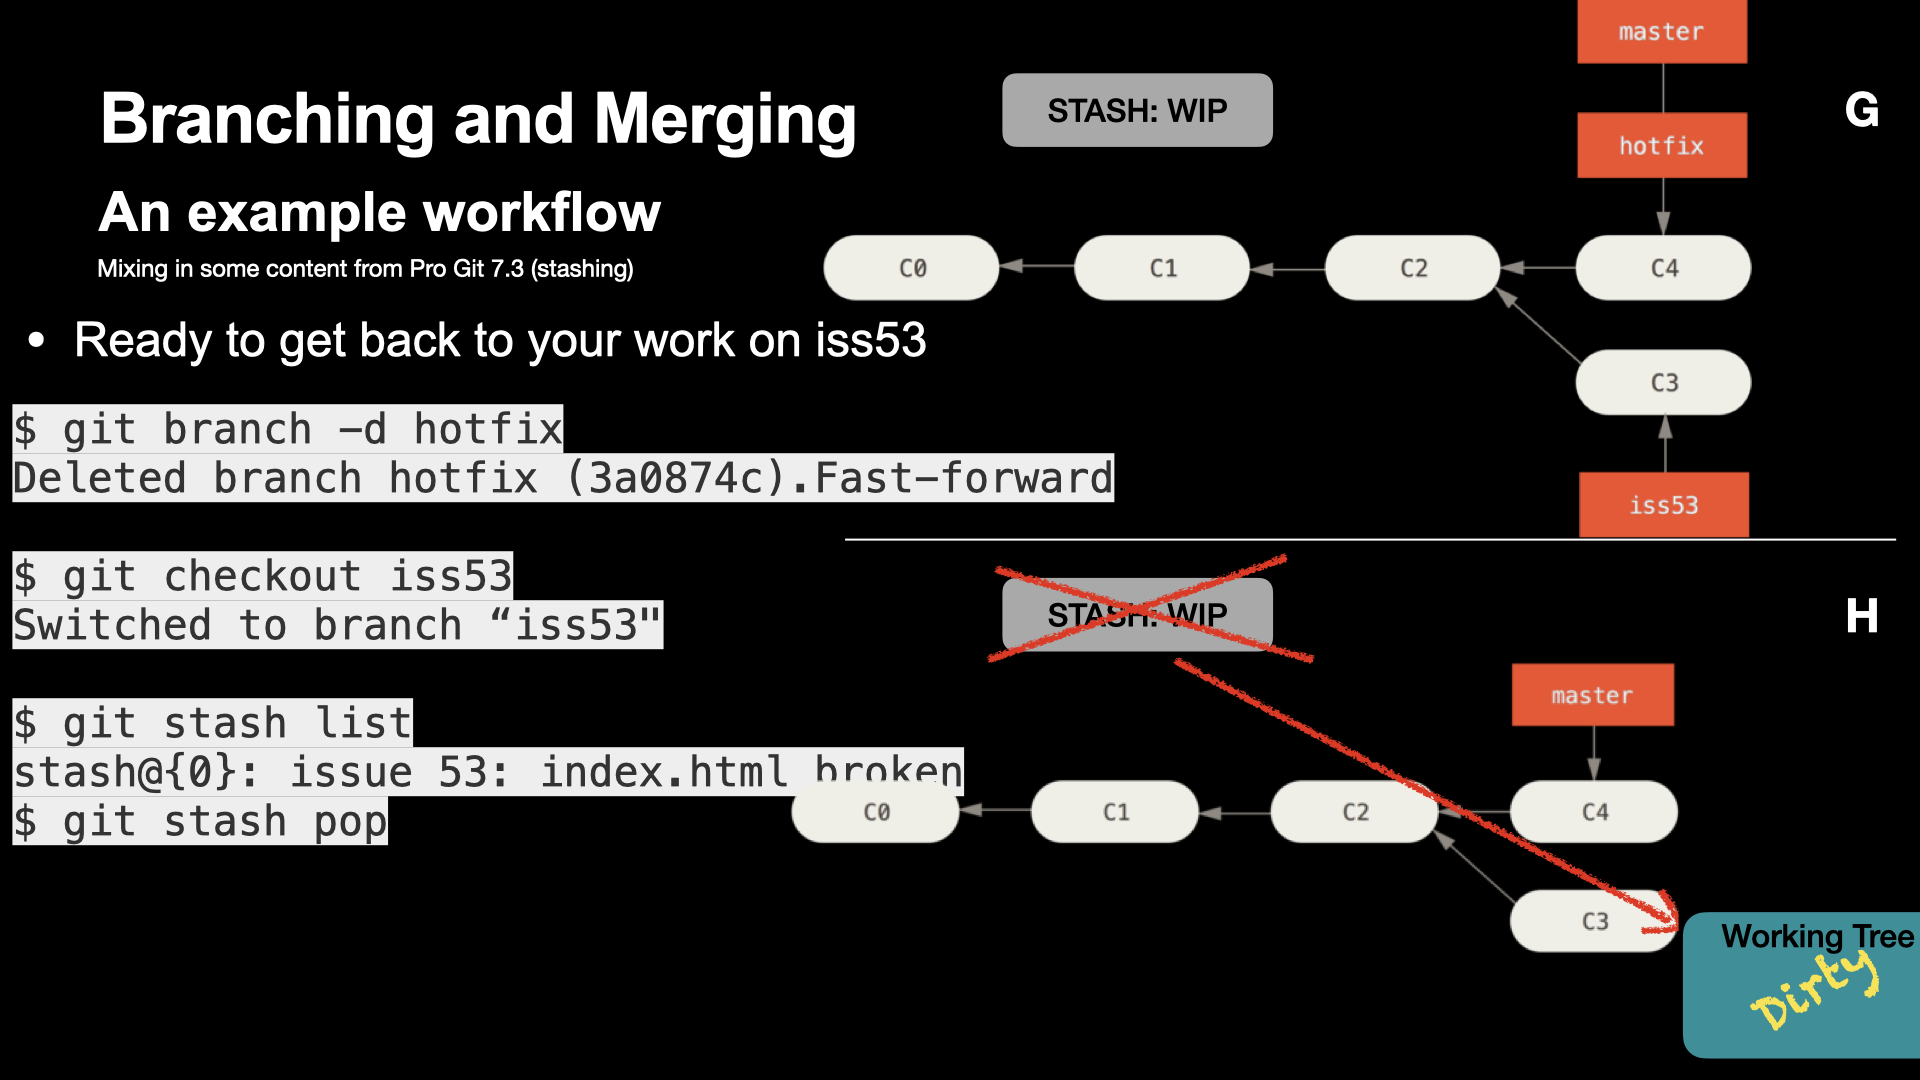 Branching and Merging
An example workflow
Mixing in some content from Pro Git 7.3 (stashing)
• Ready to get back to your work on iss53
$ git branch -d hotfix
Deleted branch hotfix (3a0874c).Fast-forward
$ git checkout iss53
Switched to branch “iss53"
$ git stash list
stash@{0}: issue 53: index.html broken
$ git stash pop
STASH: WIP
master
G
hotfix
C0
C1
C2
C4
C3
iss53
STASH: WIP
H
master
C0
C1
C2
C4
C3
Working Tree
Dirty